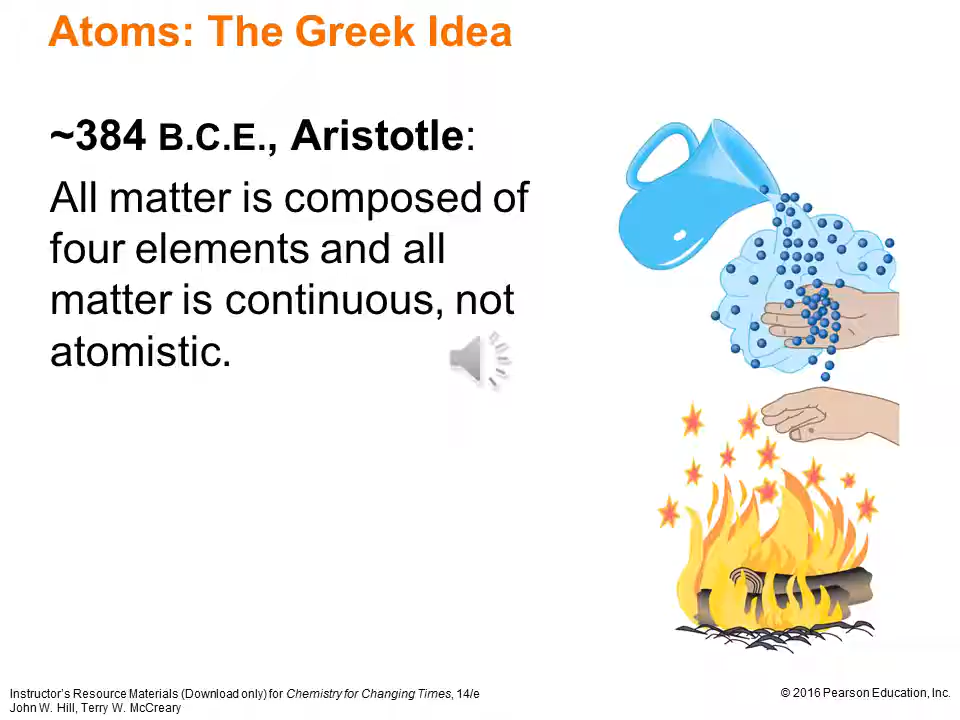 Atoms: The Greek Idea
~384 B.C.E., Aristotle:
All matter is composed of
four elements and all
matter is continuous, not
atomistic.
Instructor's Resource Materials (Download only) for Chemistry for Changing Times, 14/e
John W. Hill, Terry W. McCreary
© 2016 Pearson Education, Inc.